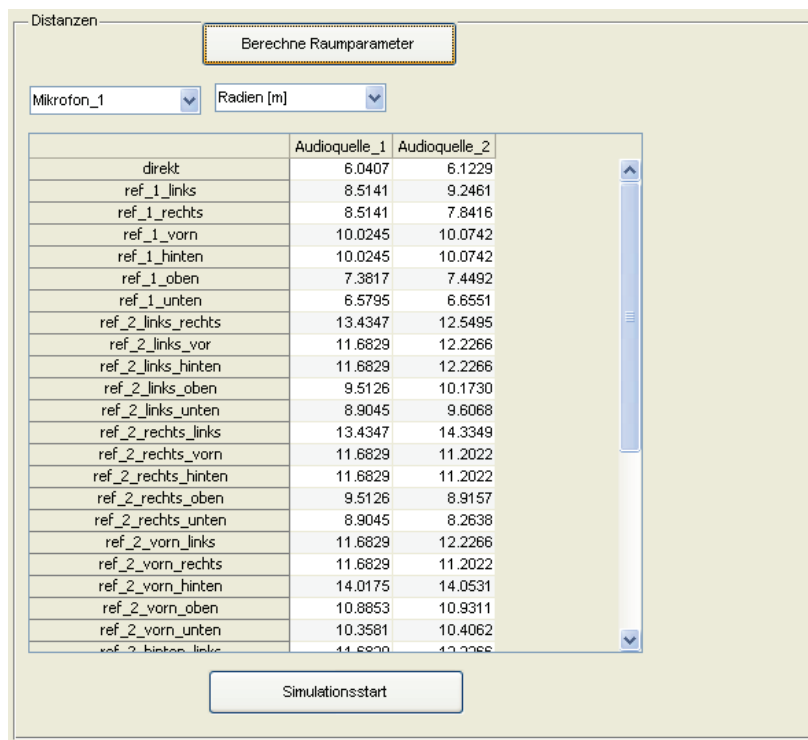 Distanzen
Berechne Raumparameter
Mikrofon_1 Radien [m]
Audioquelle_1 Audioquelle_2
direkt 6.0407 6.1229
ref_1_links 8.5141 9.2461
ref_1_rechts 8.5141 7.8416
ref_1_vorn 10.0245 10.0742
ref_1_hinten 10.0245 10.0742
ref_1_oben 7.3817 7.4492
ref_1_unten 6.5795 6.6551
ref_2_links_rechts 13.4347 12.5495
ref_2_links_vor 11.6829 12.2266
ref_2_links_hinten 11.6829 12.2266
ref_2_links_oben 9.5126 10.1730
ref_2_links_unten 8.9045 9.6068
ref_2_rechts_links 13.4347 14.3349
ref_2_rechts_vorn 11.6829 11.2022
ref_2_rechts_hinten 11.6829 11.2022
ref_2_rechts_oben 9.5126 8.9157
ref_2_rechts_unten 8.9045 8.2638
ref_2_vorn_links 11.6829 12.2266
ref_2_vorn_rechts 11.6829 11.2022
ref_2_vorn_hinten 14.0175 14.0531
ref_2_vorn_oben 10.8853 10.9311
ref_2_vorn_unten 10.3581 10.4062
ref_2_hinten_links 11.6829 12.2266
Simulationsstart